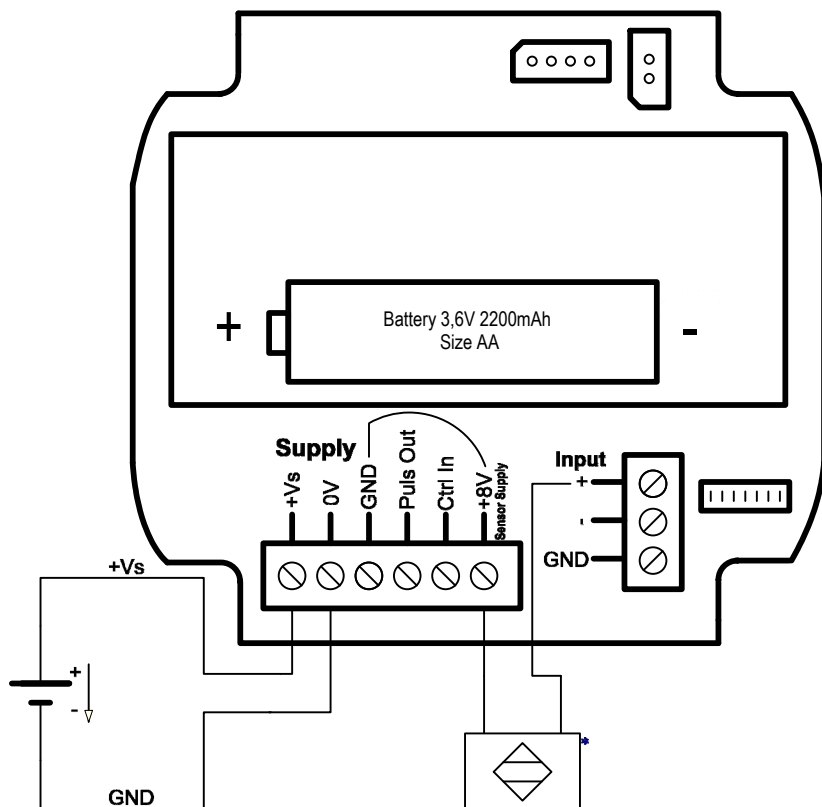 Battery 3,6V 2200mAh
Size AA
+
-
Supply
+Vs
0V
GND
Puls Out
Ctrl In
+8V
Sensor Supply
Input
+
-
GND
+Vs
+
-
GND
*